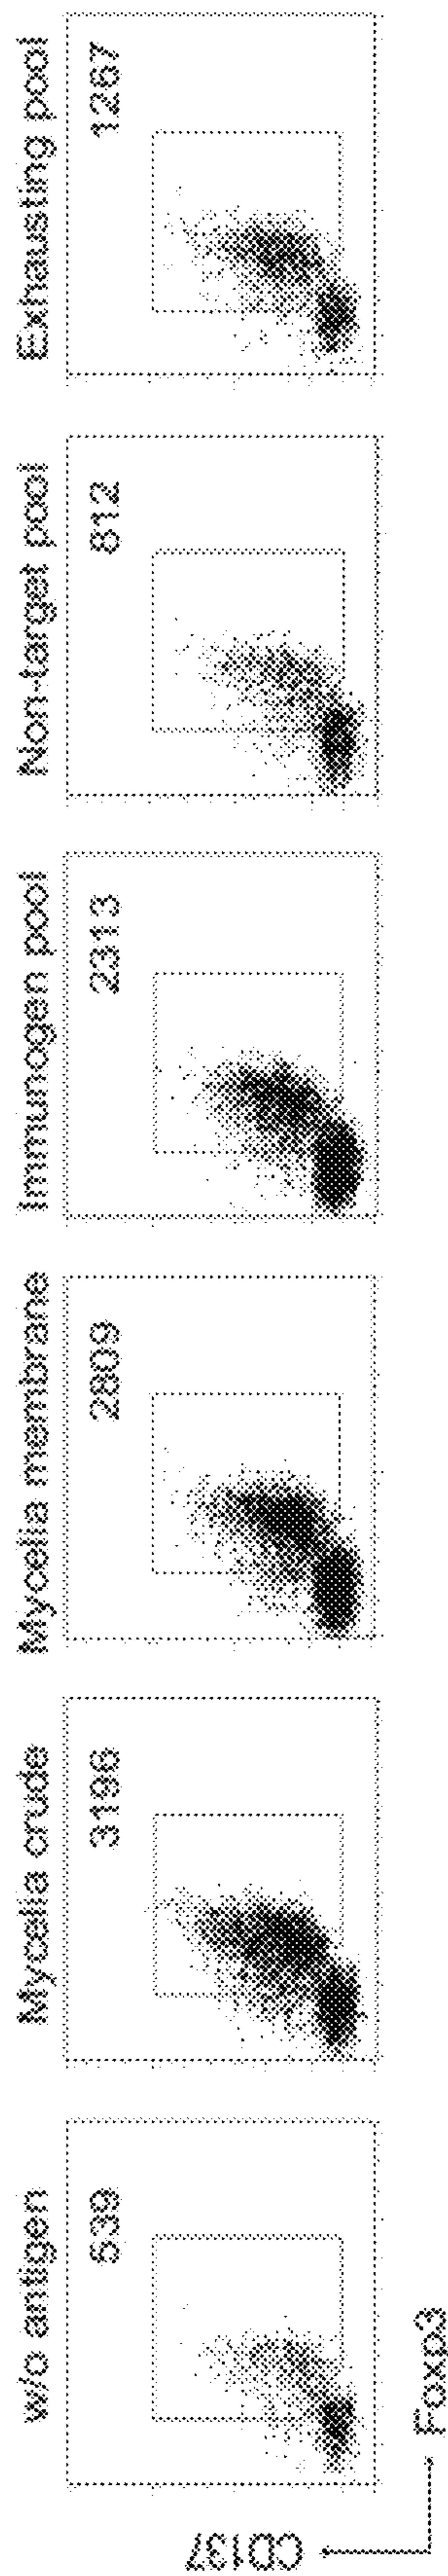 w/o antigen
Mycelia crude
Mycelia membrane
Immunogen pool
Non-target pool
Exhausting pool
539
3196
2809
2313
812
1267
CD137
Foxp3